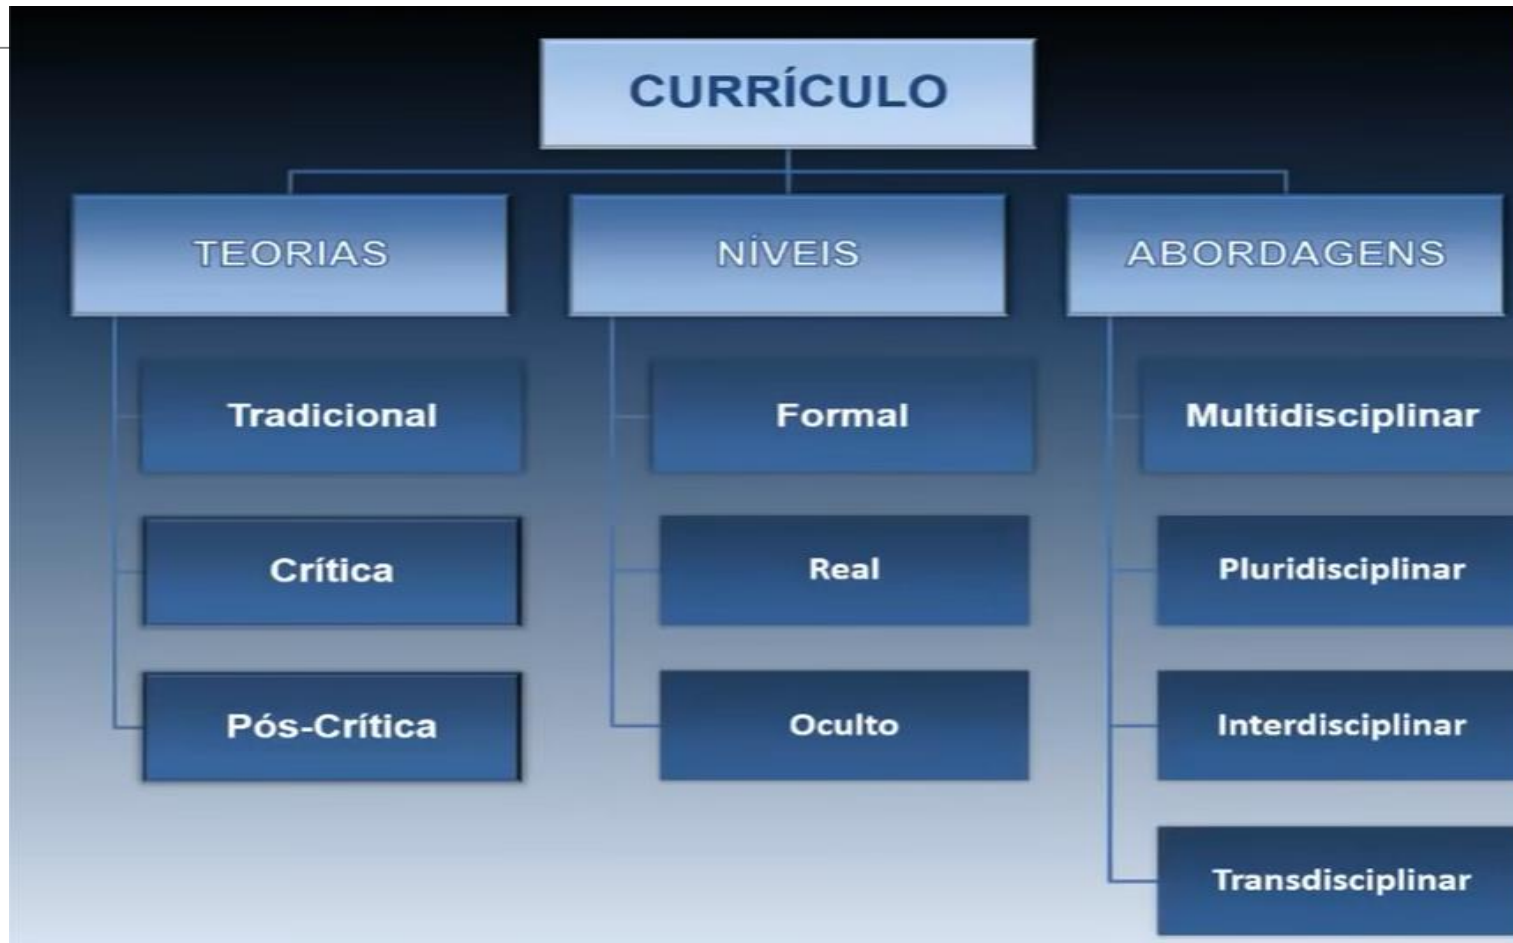 CURRÍCULO
TEORIAS
NÍVEIS
ABORDAGENS
Tradicional
Formal
Multidisciplinar
Crítica
Real
Pluridisciplinar
Pós-Crítica
Oculto
Interdisciplinar
Transdisciplinar